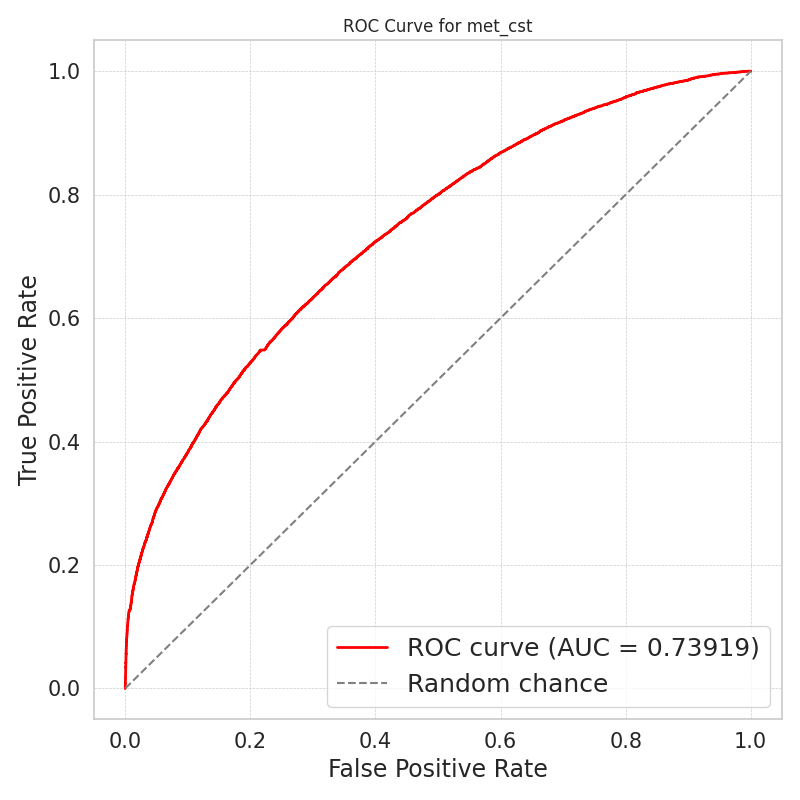 ROC Curve for met_cst
True Positive Rate
1.0
0.8
0.6
0.4
0.2
0.0
ROC curve (AUC = 0.73919)
Random chance
0.0 0.2 0.4 0.6 0.8 1.0
False Positive Rate